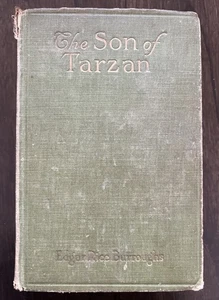 The Son of
Tarzan
Edgar Rice Burroughs